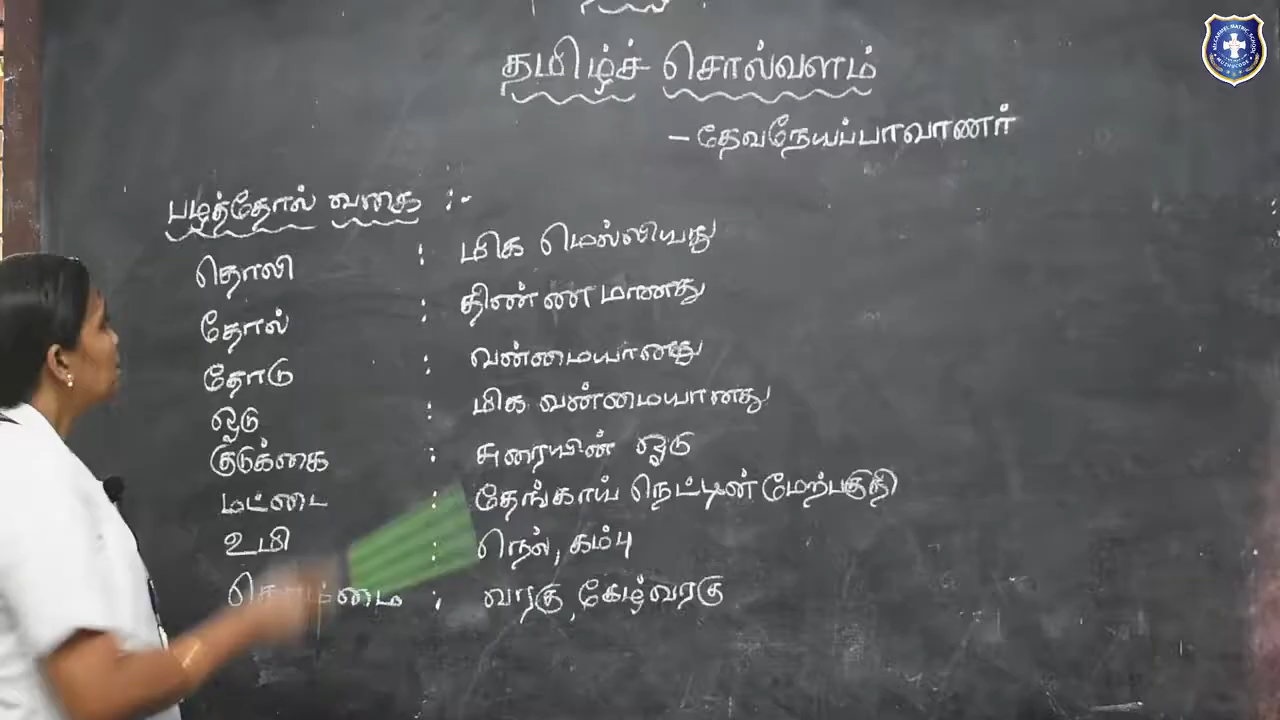 தமிழ்ச் சொல்வளம்
– தேவநேயப்பாவாணர்
பழத்தோல் வகை :-
தொலி : மிக மெல்லியது
தோல் : திண்ணமானது
தோடு : வன்மையானது
ஓடு : மிக வன்மையானது
குடுக்கை : சுரையின் ஓடு
மட்டை : தேங்காய் நெட்டின் மேற்பகுதி
உமி : நெல், கம்பு
: வரகு, கேழ்வரகு